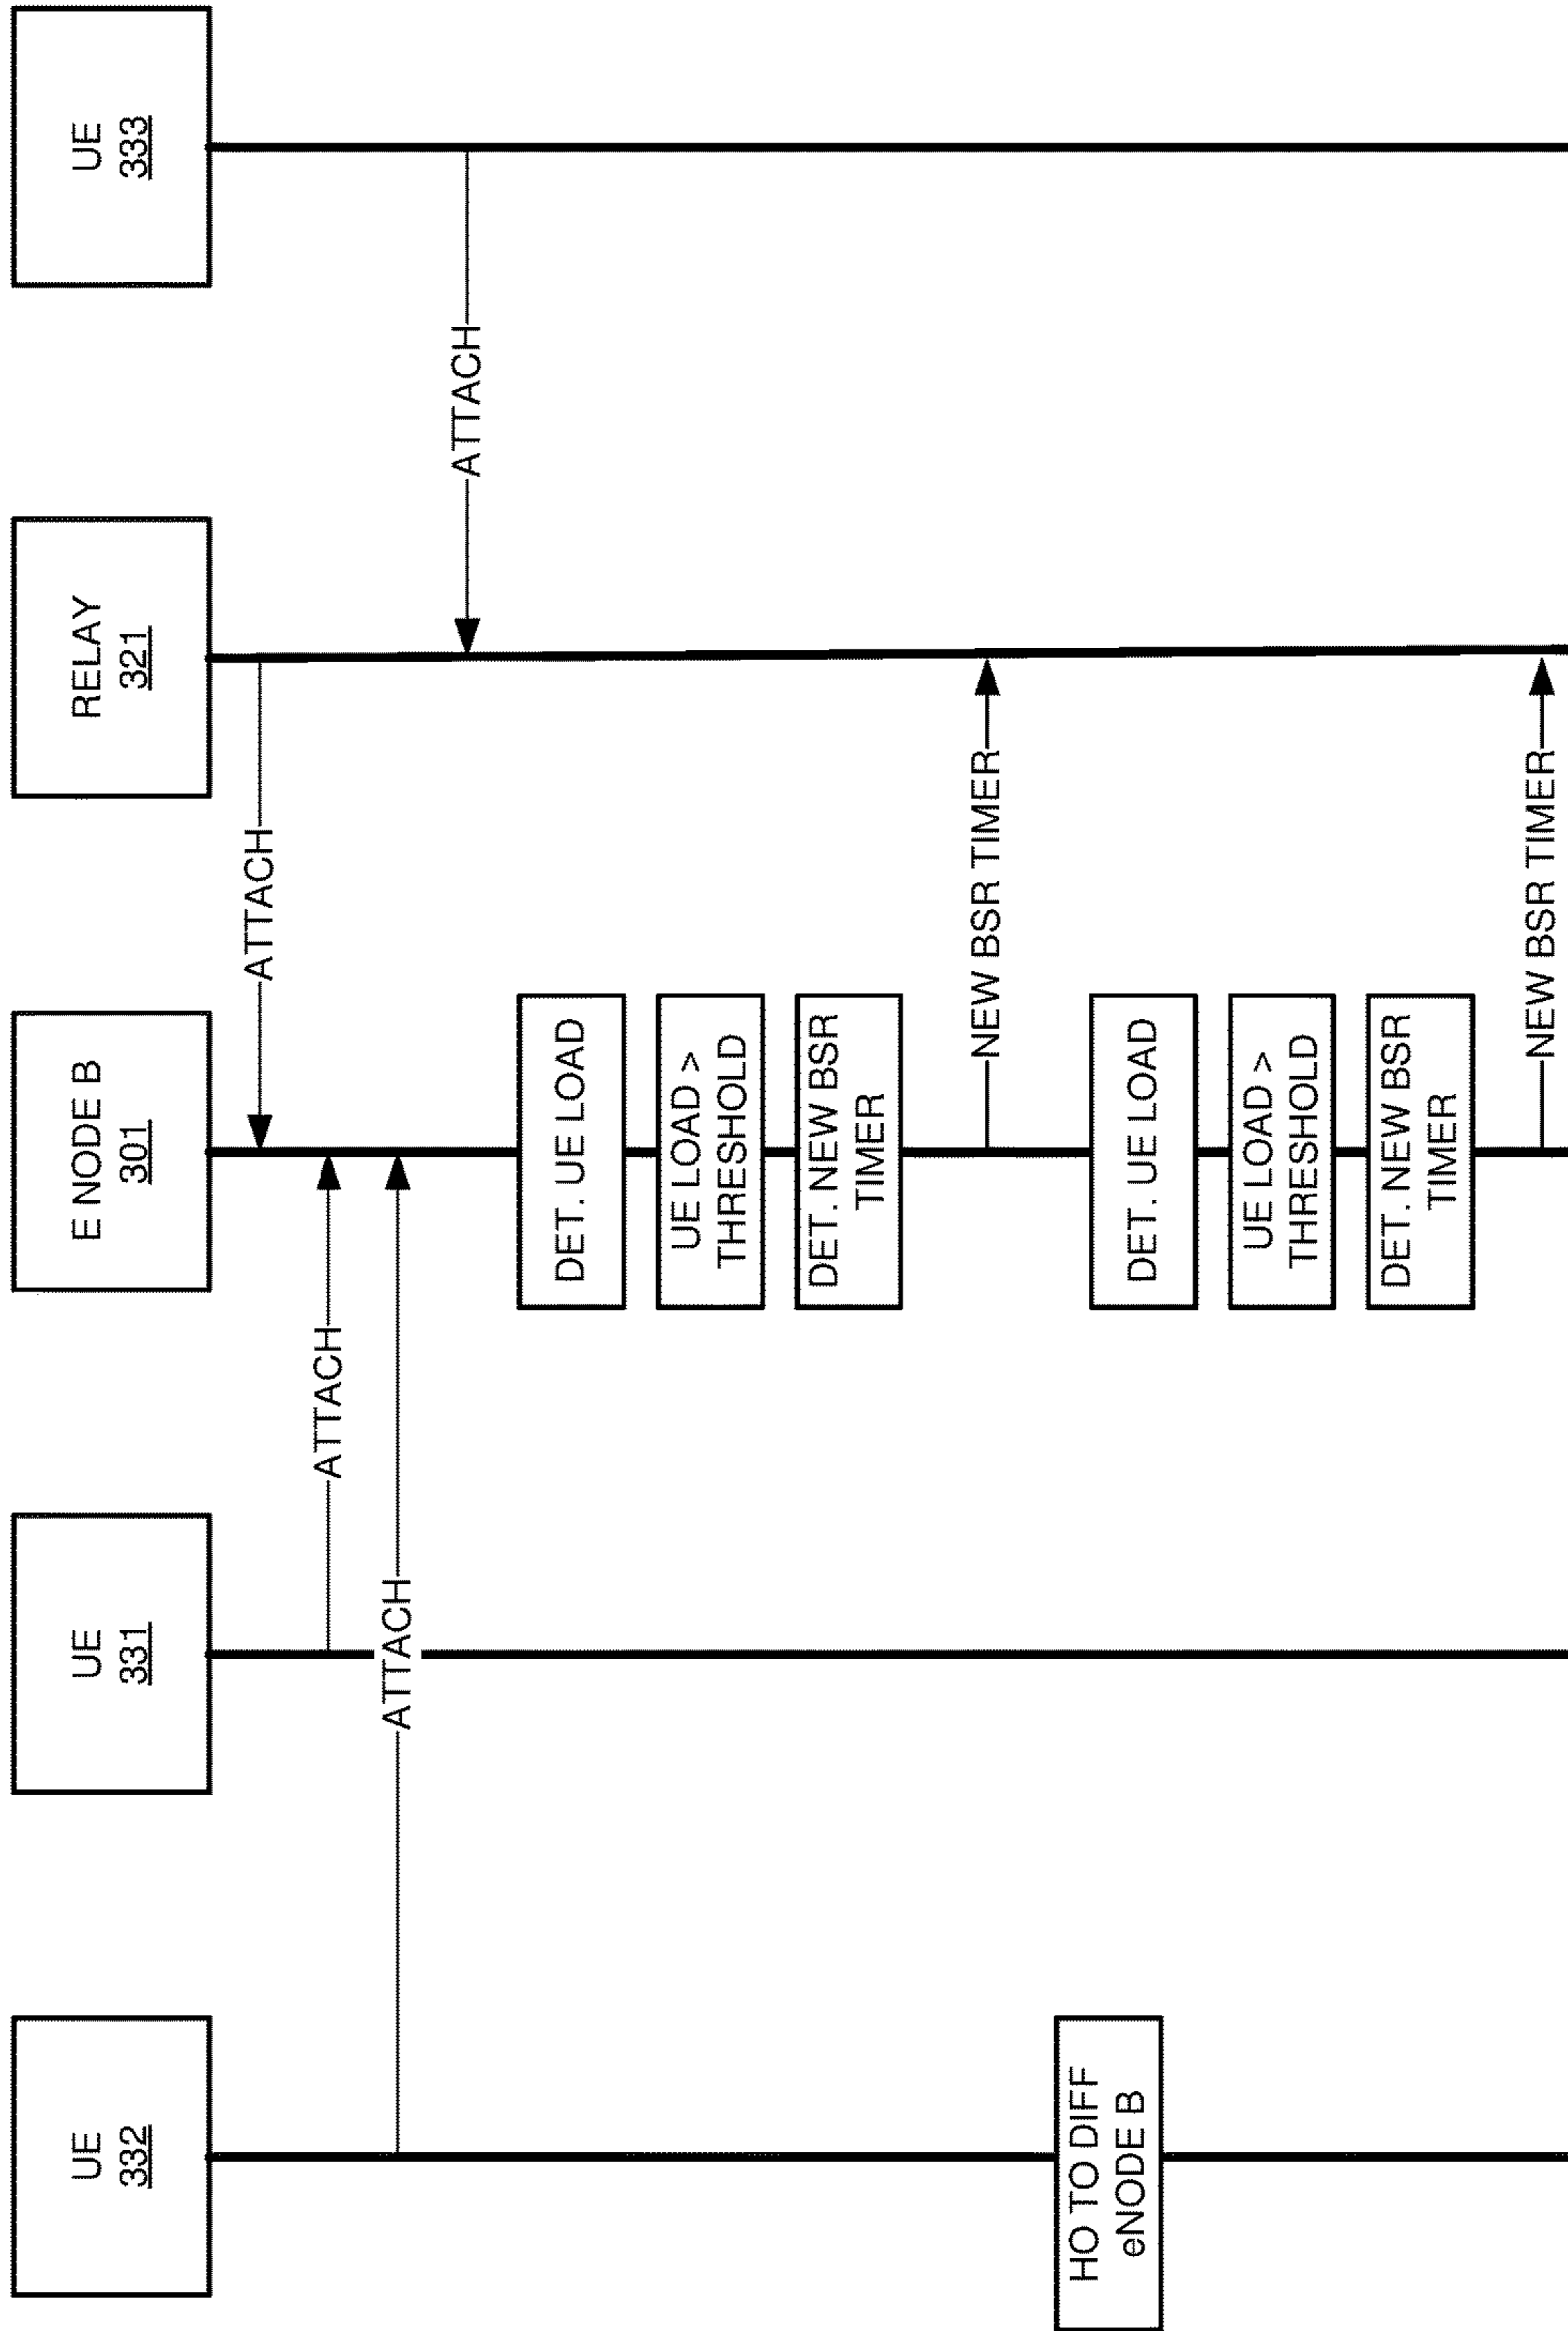 UE
332
UE
331
E NODE B
301
RELAY
321
UE
333
ATTACH
ATTACH
ATTACH
ATTACH
DET. UE LOAD
UE LOAD >
THRESHOLD
DET. NEW BSR
TIMER
NEW BSR TIMER
HO TO DIFF
eNODE B
DET. UE LOAD
UE LOAD >
THRESHOLD
DET. NEW BSR
TIMER
NEW BSR TIMER